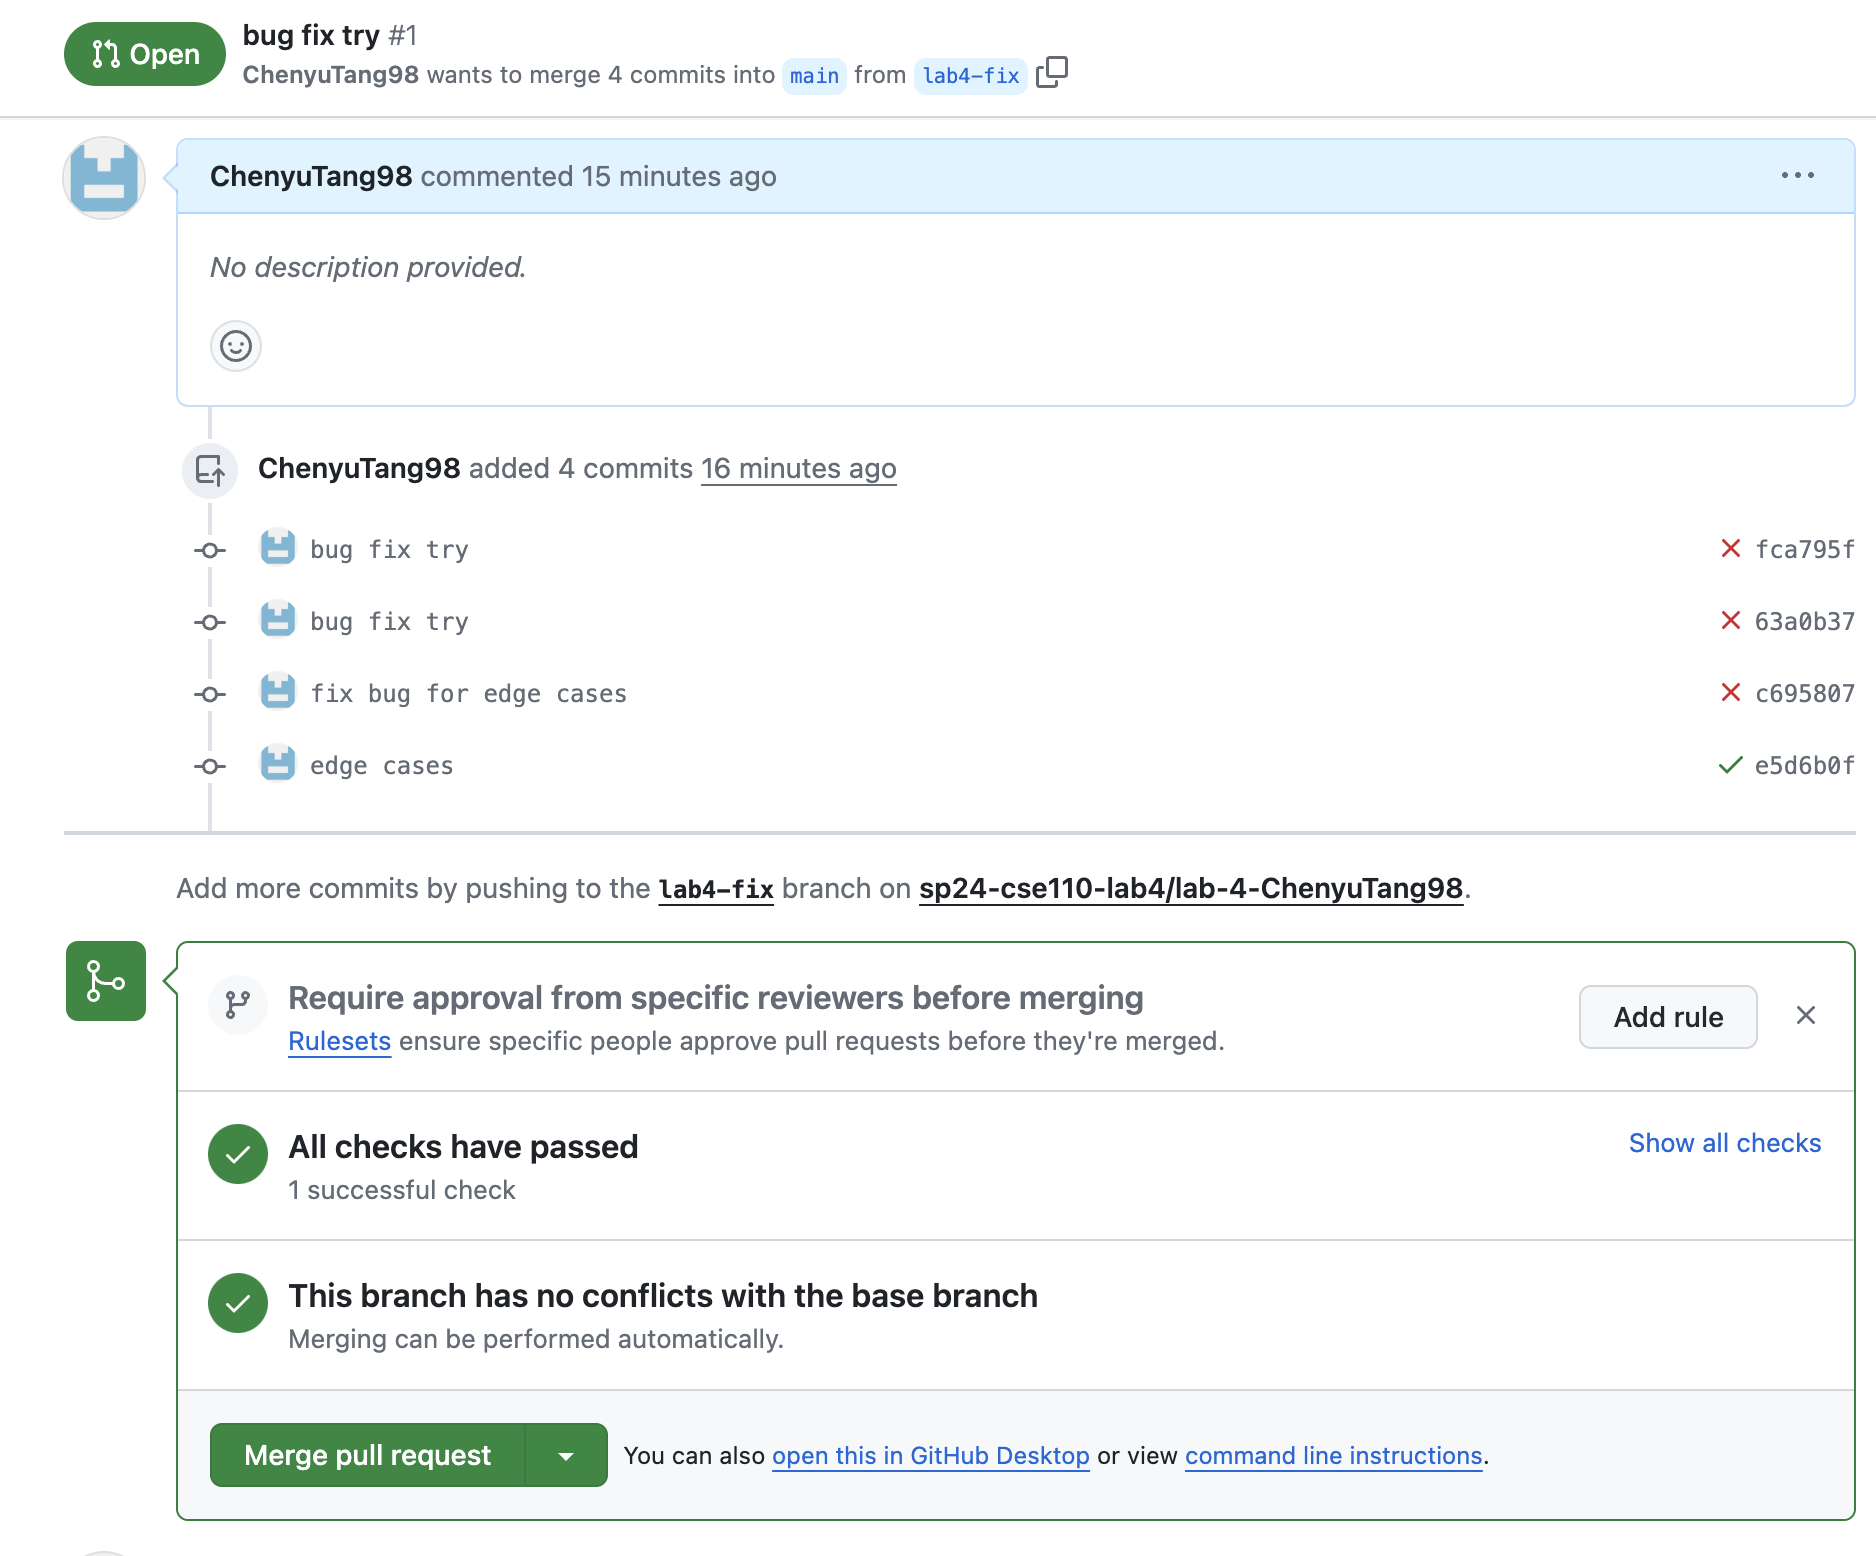 Open
bug fix try #1
ChenyuTang98 wants to merge 4 commits into main from lab4-fix
ChenyuTang98 commented 15 minutes ago
No description provided.
ChenyuTang98 added 4 commits 16 minutes ago
bug fix try fca795f
bug fix try 63a0b37
fix bug for edge cases c695807
edge cases e5d6b0f
Add more commits by pushing to the lab4-fix branch on sp24-cse110-lab4/lab-4-ChenyuTang98.
Require approval from specific reviewers before merging
Rulesets ensure specific people approve pull requests before they're merged.
Add rule
All checks have passed
1 successful check
Show all checks
This branch has no conflicts with the base branch
Merging can be performed automatically.
Merge pull request
You can also open this in GitHub Desktop or view command line instructions.